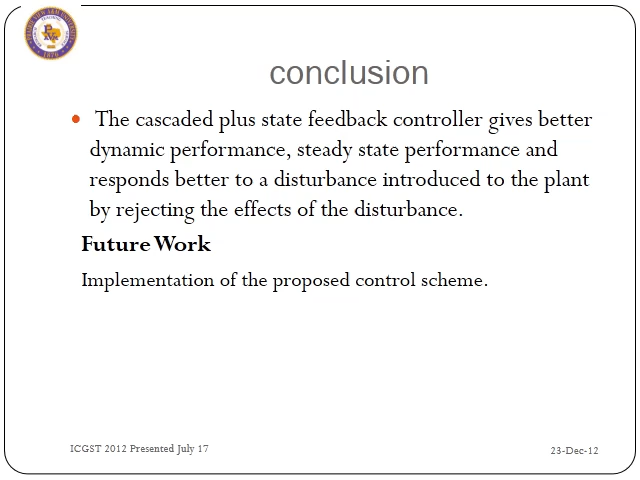 conclusion
• The cascaded plus state feedback controller gives better
dynamic performance, steady state performance and
responds better to a disturbance introduced to the plant
by rejecting the effects of the disturbance.
Future Work
Implementation of the proposed control scheme.
ICGST 2012 Presented July 17
23-Dec-12